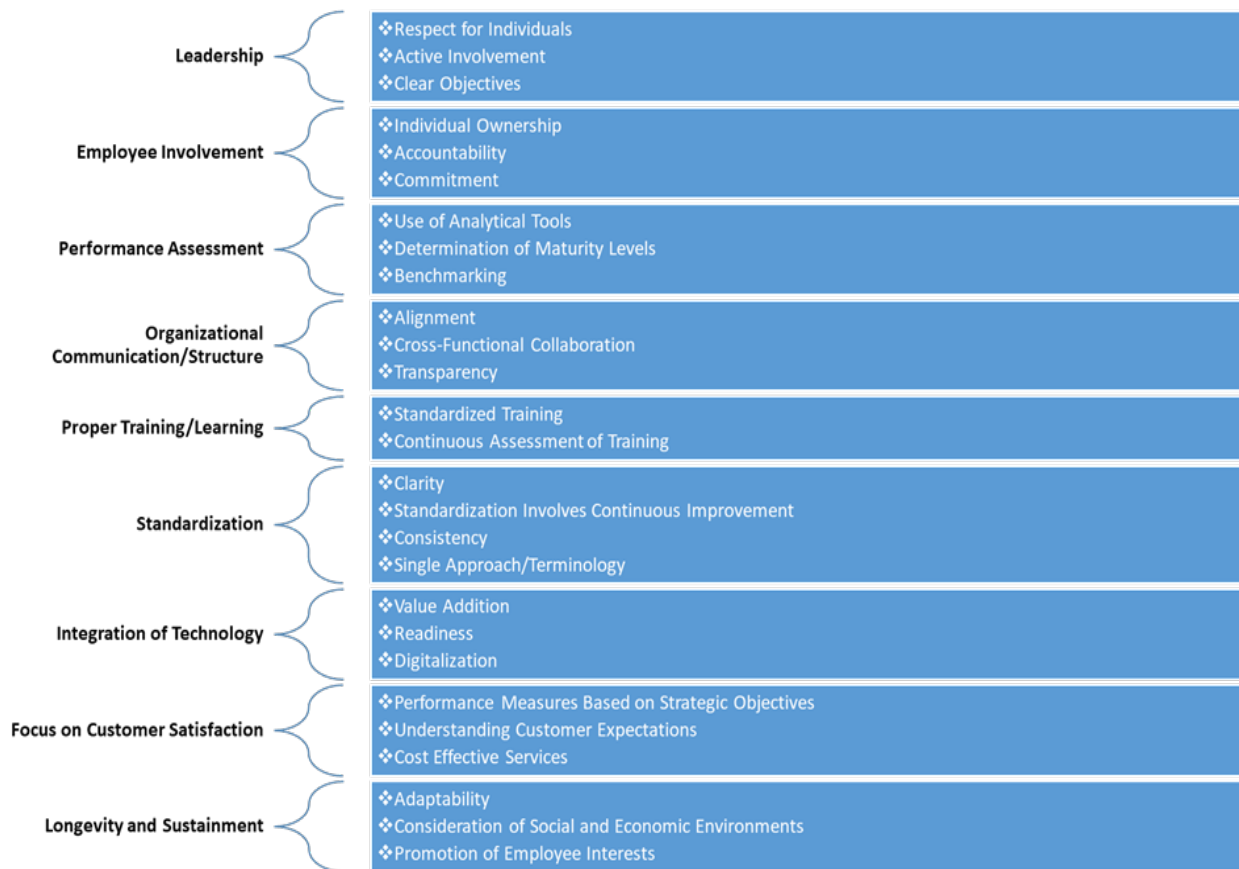 Leadership
❖Respect for Individuals
❖Active Involvement
❖Clear Objectives
Employee Involvement
❖Individual Ownership
❖Accountability
❖Commitment
Performance Assessment
❖Use of Analytical Tools
❖Determination of Maturity Levels
❖Benchmarking
Organizational
Communication/Structure
❖Alignment
❖Cross-Functional Collaboration
❖Transparency
Proper Training/Learning
❖Standardized Training
❖Continuous Assessment of Training
Standardization
❖Clarity
❖Standardization Involves Continuous Improvement
❖Consistency
❖Single Approach/Terminology
Integration of Technology
❖Value Addition
❖Readiness
❖Digitalization
Focus on Customer Satisfaction
❖Performance Measures Based on Strategic Objectives
❖Understanding Customer Expectations
❖Cost Effective Services
Longevity and Sustainment
❖Adaptability
❖Consideration of Social and Economic Environments
❖Promotion of Employee Interests